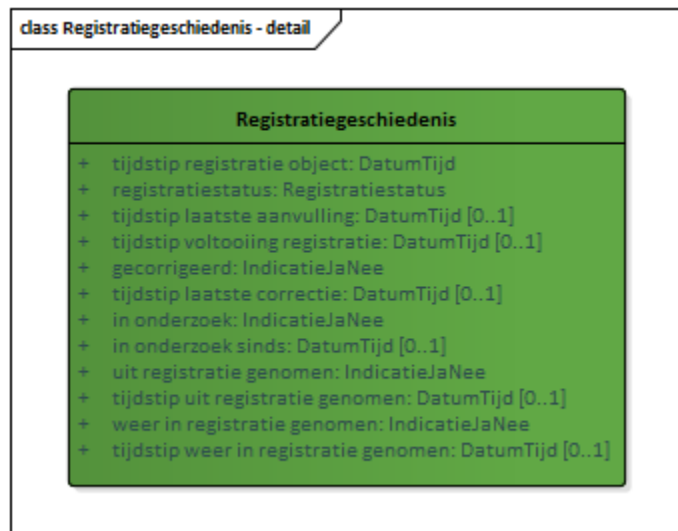 class Registratiegeschiedenis - detail
Registratiegeschiedenis
+ tijdstip registratie object: DatumTijd
+ registratiestatus: Registratiestatus
+ tijdstip laatste aanvulling: DatumTijd [0..1]
+ tijdstip voltooiing registratie: DatumTijd [0..1]
+ gecorrigeerd: IndicatieJaNee
+ tijdstip laatste correctie: DatumTijd [0..1]
+ in onderzoek: IndicatieJaNee
+ in onderzoek sinds: DatumTijd [0..1]
+ uit registratie genomen: IndicatieJaNee
+ tijdstip uit registratie genomen: DatumTijd [0..1]
+ weer in registratie genomen: IndicatieJaNee
+ tijdstip weer in registratie genomen: DatumTijd [0..1]